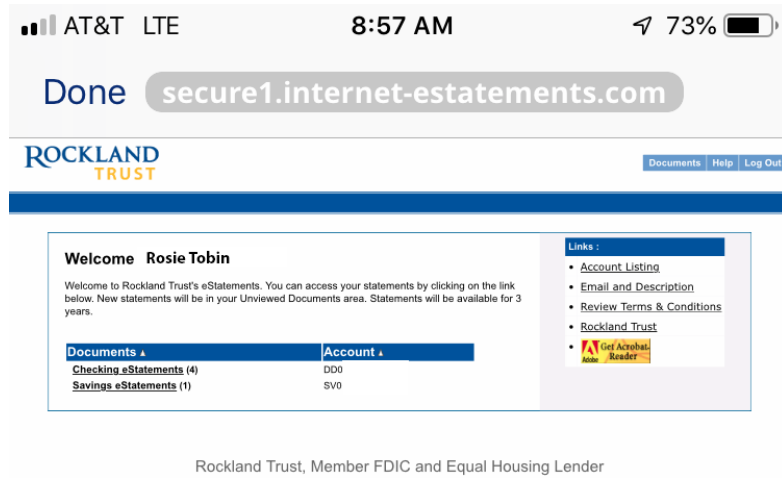 AT&T LTE 8:57 AM 73%
Done secure1.internet-estatements.com
ROCKLAND
TRUST
Documents Help Log Out
Welcome Rosie Tobin
Welcome to Rockland Trust's eStatements. You can access your statements by clicking on the link
below. New statements will be in your Unviewed Documents area. Statements will be available for 3
years.
Documents ▲ Account ▲
Checking eStatements (4) DD0
Savings eStatements (1) SV0
Links :
• Account Listing
• Email and Description
• Review Terms & Conditions
• Rockland Trust
• Adobe Get Acrobat
Reader
Rockland Trust, Member FDIC and Equal Housing Lender